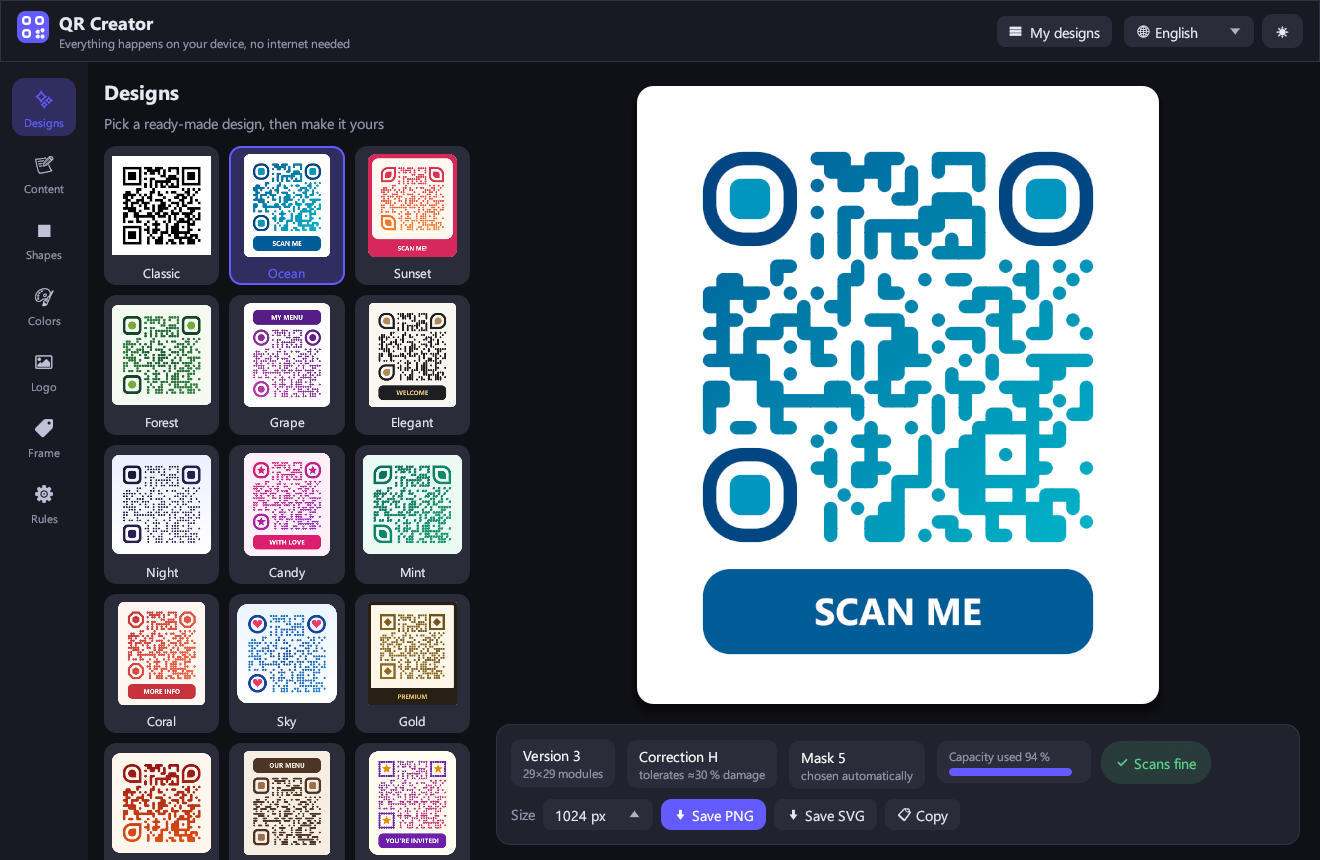 QR Creator
Everything happens on your device, no internet needed
My designs
English
Designs
Content
Shapes
Colors
Logo
Frame
Rules
Designs
Pick a ready-made design, then make it yours
SCAN ME
SCAN ME!
Classic
Ocean
Sunset
MY MENU
WELCOME
Forest
Grape
Elegant
WITH LOVE
Night
Candy
Mint
MORE INFO
PREMIUM
Coral
Sky
Gold
OUR MENU
YOU'RE INVITED!
SCAN ME
Version 3
29×29 modules
Correction H
tolerates ≈30 % damage
Mask 5
chosen automatically
Capacity used 94 %
Scans fine
Size
1024 px
Save PNG
Save SVG
Copy